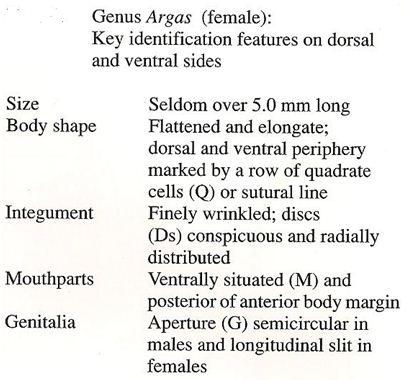 Genus Argas (female):
Key identification features on dorsal
and ventral sides
Size Seldom over 5.0 mm long
Body shape Flattened and elongate;
dorsal and ventral periphery
marked by a row of quadrate
cells (Q) or sutural line
Integument Finely wrinkled; discs
(Ds) conspicuous and radially
distributed
Mouthparts Ventrally situated (M) and
posterior of anterior body margin
Genitalia Aperture (G) semicircular in
males and longitudinal slit in
females